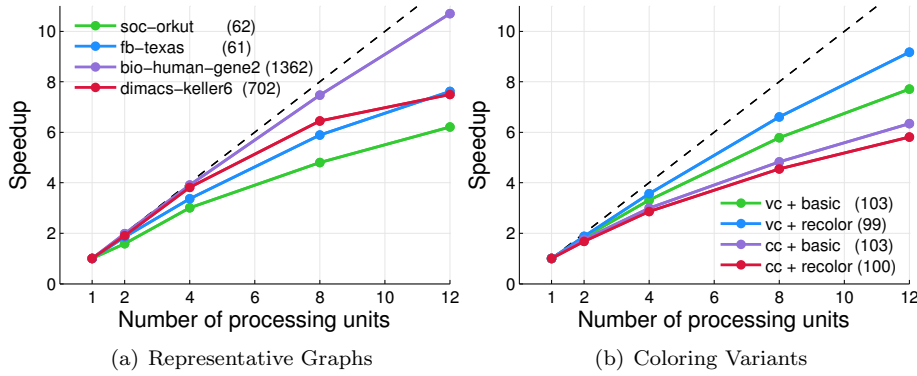 soc-orkut (62)
fb-texas (61)
bio-human-gene2 (1362)
dimacs-keller6 (702)
Speedup
10
8
6
4
2
0
1 2 4 6 8 10 12
Number of processing units
(a) Representative Graphs
Speedup
10
8
6
4
2
0
vc + basic (103)
vc + recolor (99)
cc + basic (103)
cc + recolor (100)
1 2 4 6 8 10 12
Number of processing units
(b) Coloring Variants